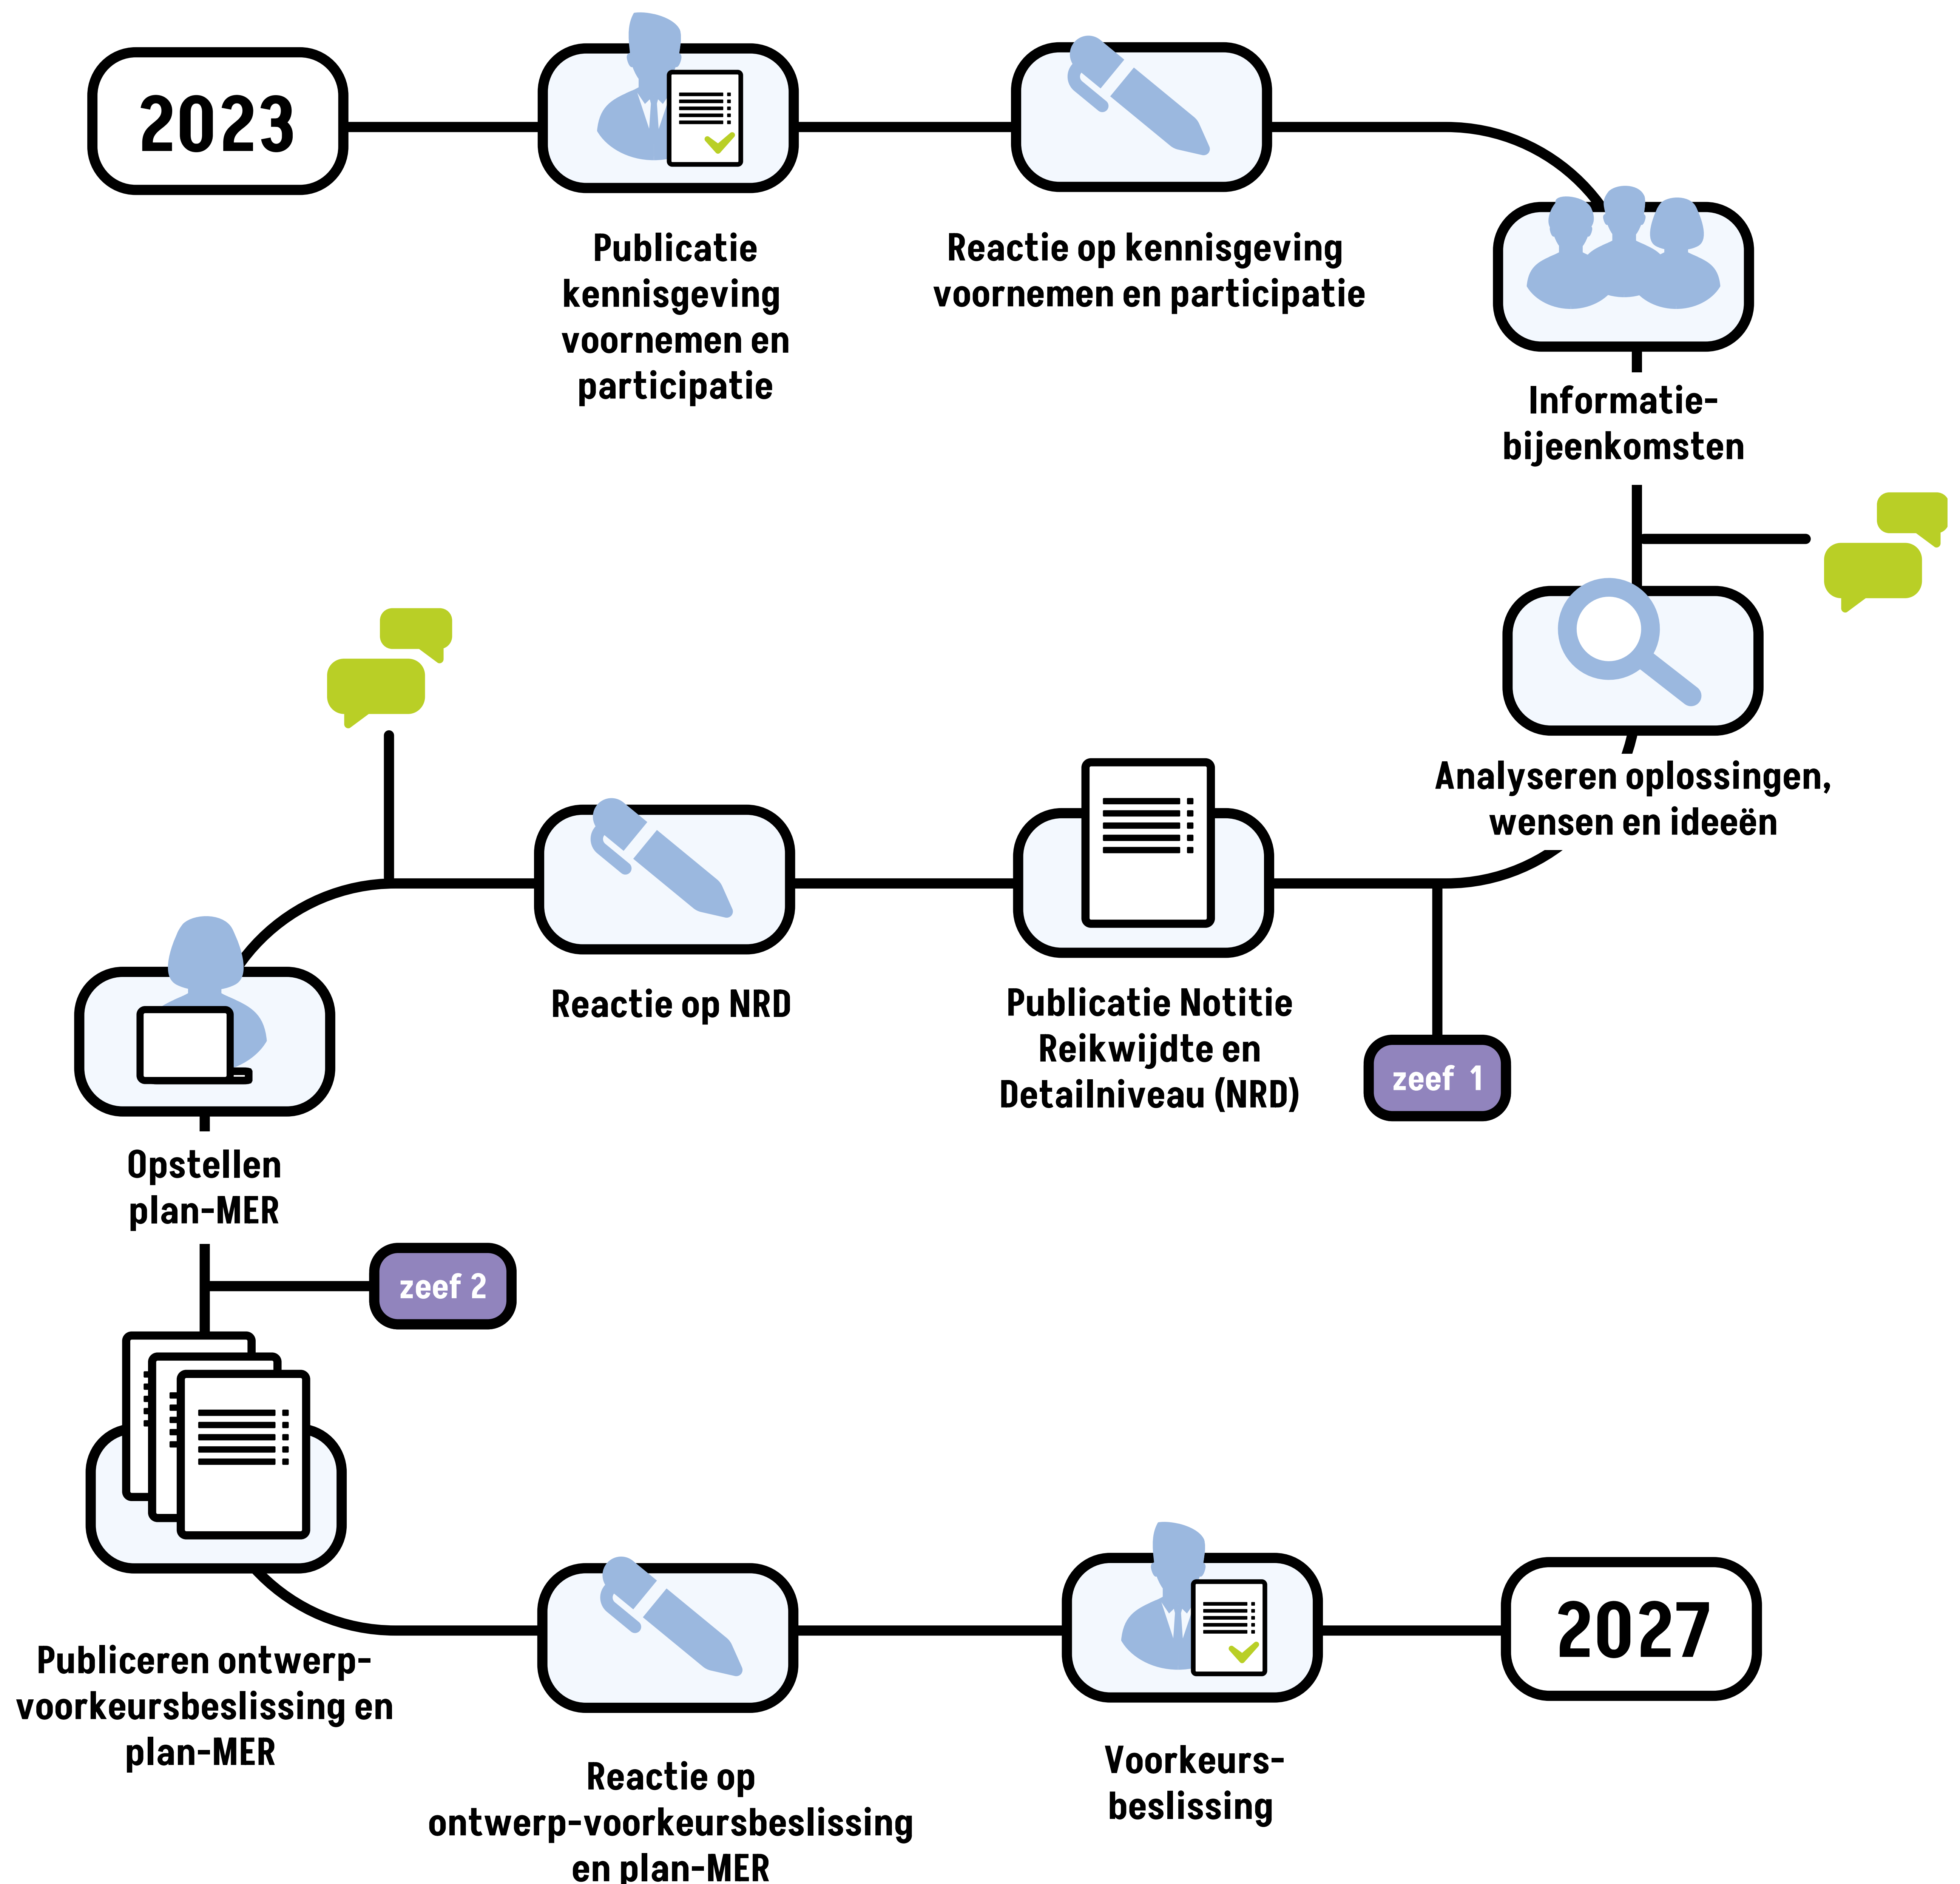 2023
Publicatie
kennisgeving
voornemen en
participatie
Reactie op kennisgeving
voornemen en participatie
Informatie-
bijeenkomsten
Analyseren oplossingen,
wensen en ideeën
zeef 1
Publicatie Notitie
Reikwijdte en
Detailniveau (NRD)
Reactie op NRD
Opstellen
plan-MER
zeef 2
Publiceren ontwerp-
voorkeursbeslissing en
plan-MER
Reactie op
ontwerp-voorkeursbeslissing
en plan-MER
Voorkeurs-
beslissing
2027